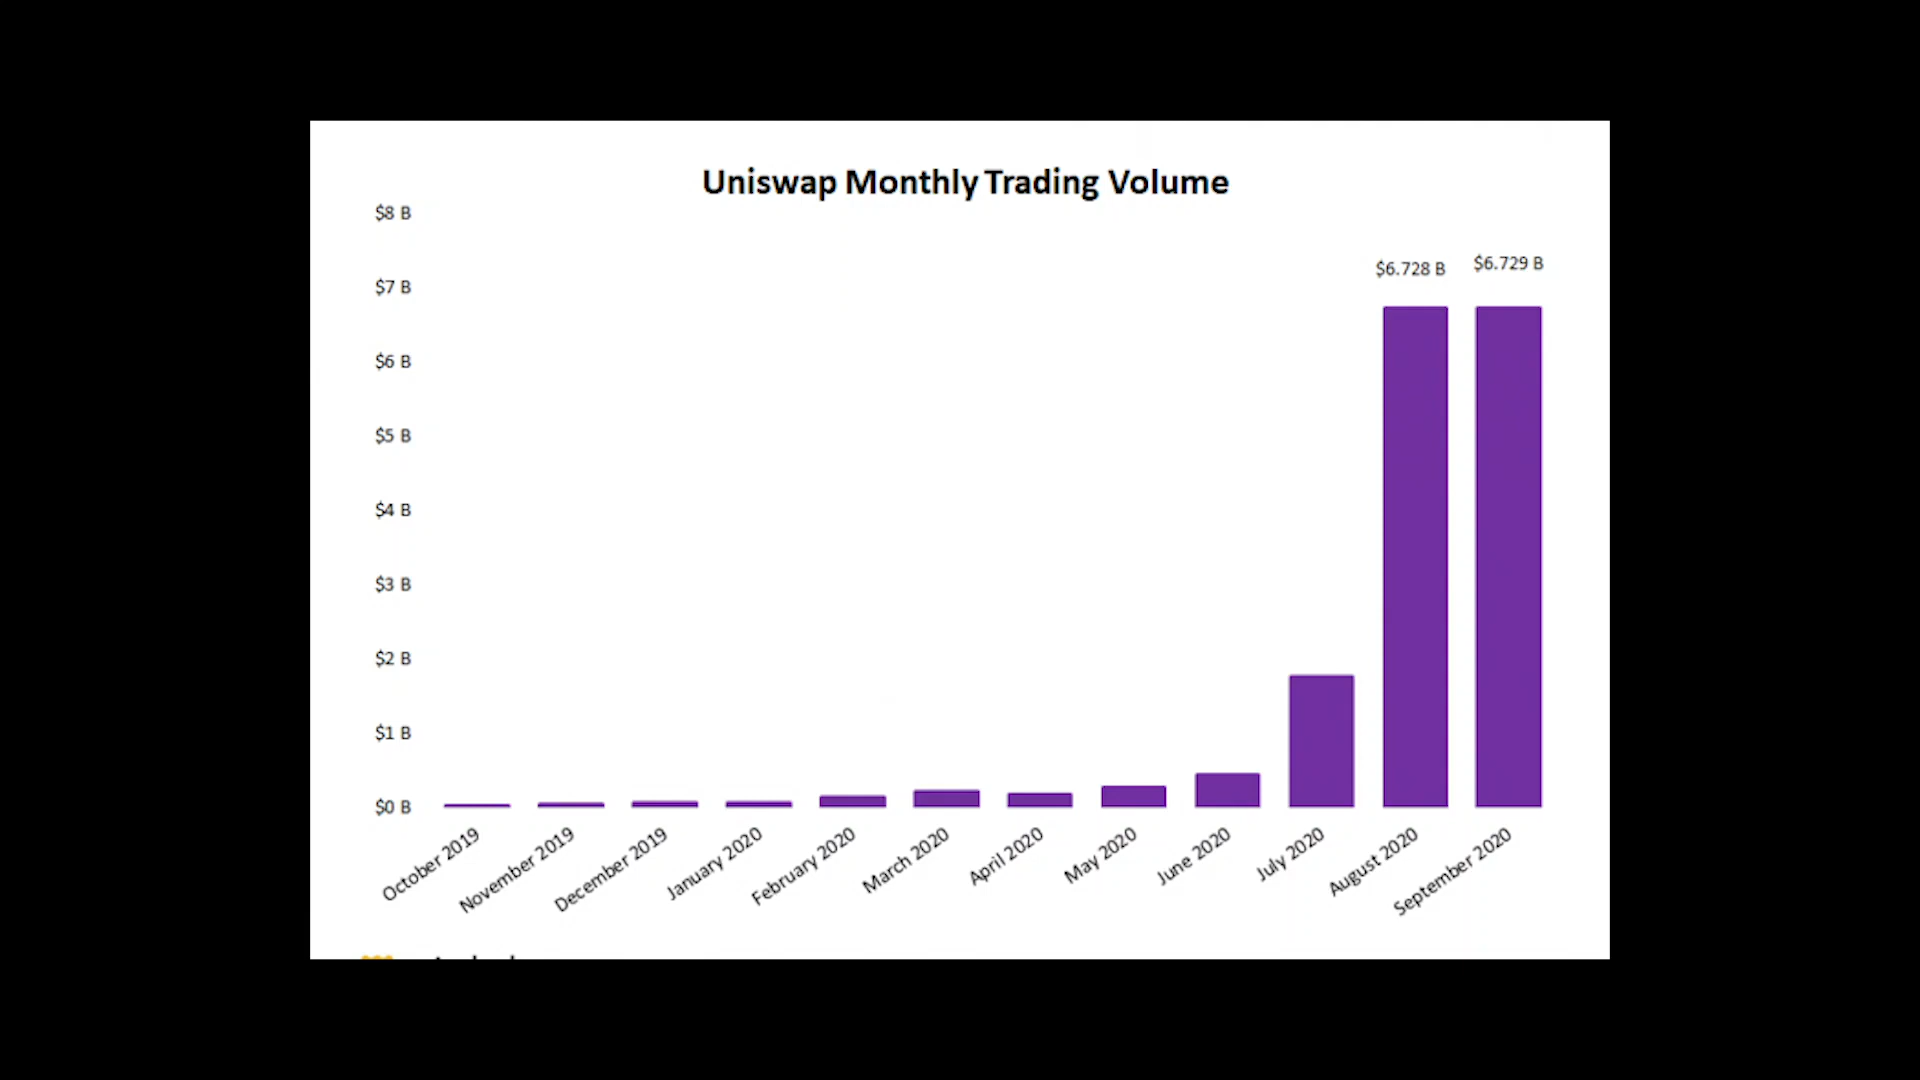 Uniswap Monthly Trading Volume
$8 B
$7 B
$6 B
$5 B
$4 B
$3 B
$2 B
$1 B
$0 B
$6.728 B
$6.729 B
October 2019
November 2019
December 2019
January 2020
February 2020
March 2020
April 2020
May 2020
June 2020
July 2020
August 2020
September 2020